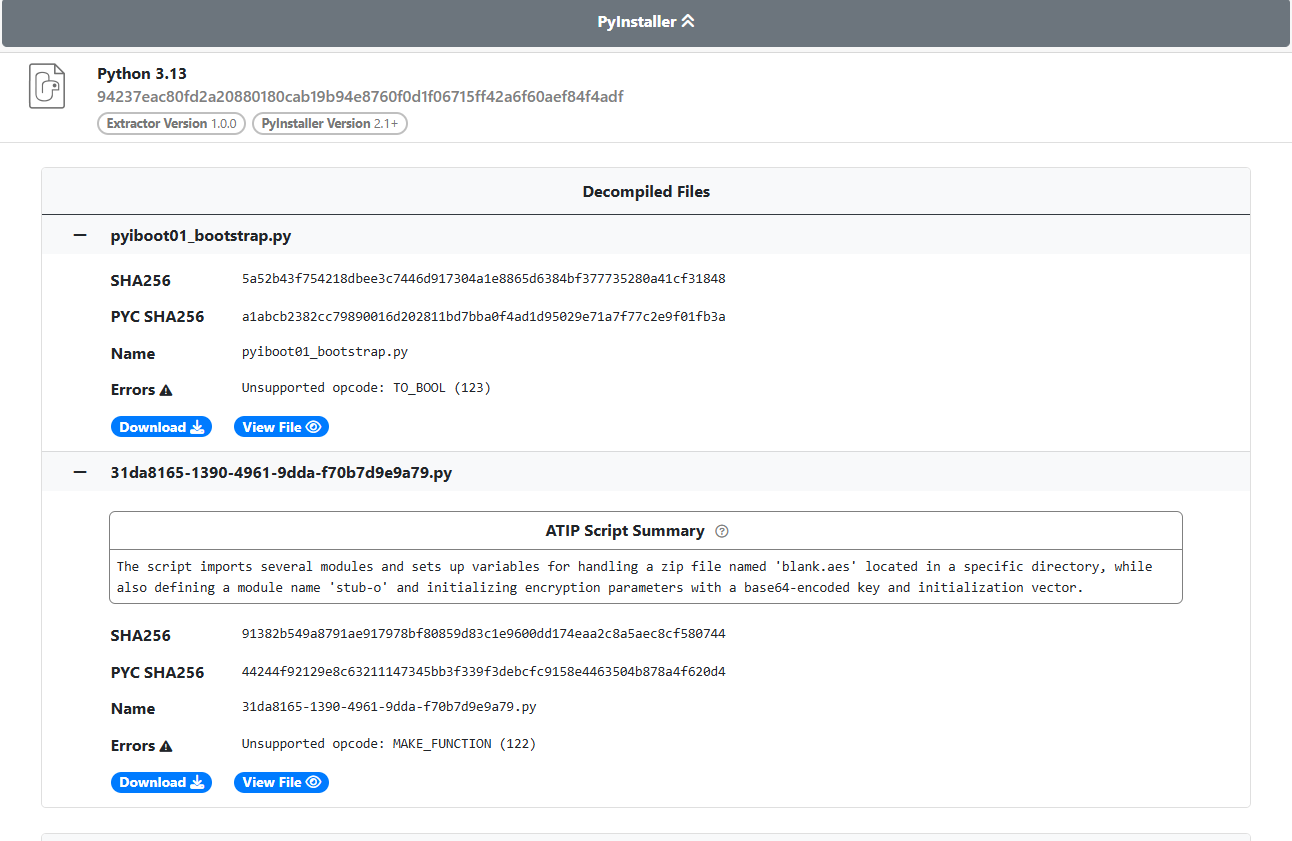 PyInstaller
Python 3.13
94237eac80fd2a20880180cab19b94e8760f0d1f06715ff42a6f60aef84f4adf
Extractor Version 1.0.0 PyInstaller Version 2.1+
Decompiled Files
pyiboot01_bootstrap.py
SHA256 5a52b43f754218dbee3c7446d917304a1e8865d6384bf377735280a41cf31848
PYC SHA256 a1abcb2382cc79890016d202811bd7bba0f4ad1d95029e71a7f77c2e9f01fb3a
Name pyiboot01_bootstrap.py
Errors Unsupported opcode: TO_BOOL (123)
Download View File
31da8165-1390-4961-9dda-f70b7d9e9a79.py
ATIP Script Summary
The script imports several modules and sets up variables for handling a zip file named 'blank.aes' located in a specific directory, while
also defining a module name 'stub-o' and initializing encryption parameters with a base64-encoded key and initialization vector.
SHA256 91382b549a8791ae917978bf80859d83c1e9600dd174eaa2c8a5aec8cf580744
PYC SHA256 44244f92129e8c63211147345bb3f339f3debcfc9158e4463504b878a4f620d4
Name 31da8165-1390-4961-9dda-f70b7d9e9a79.py
Errors Unsupported opcode: MAKE_FUNCTION (122)
Download View File